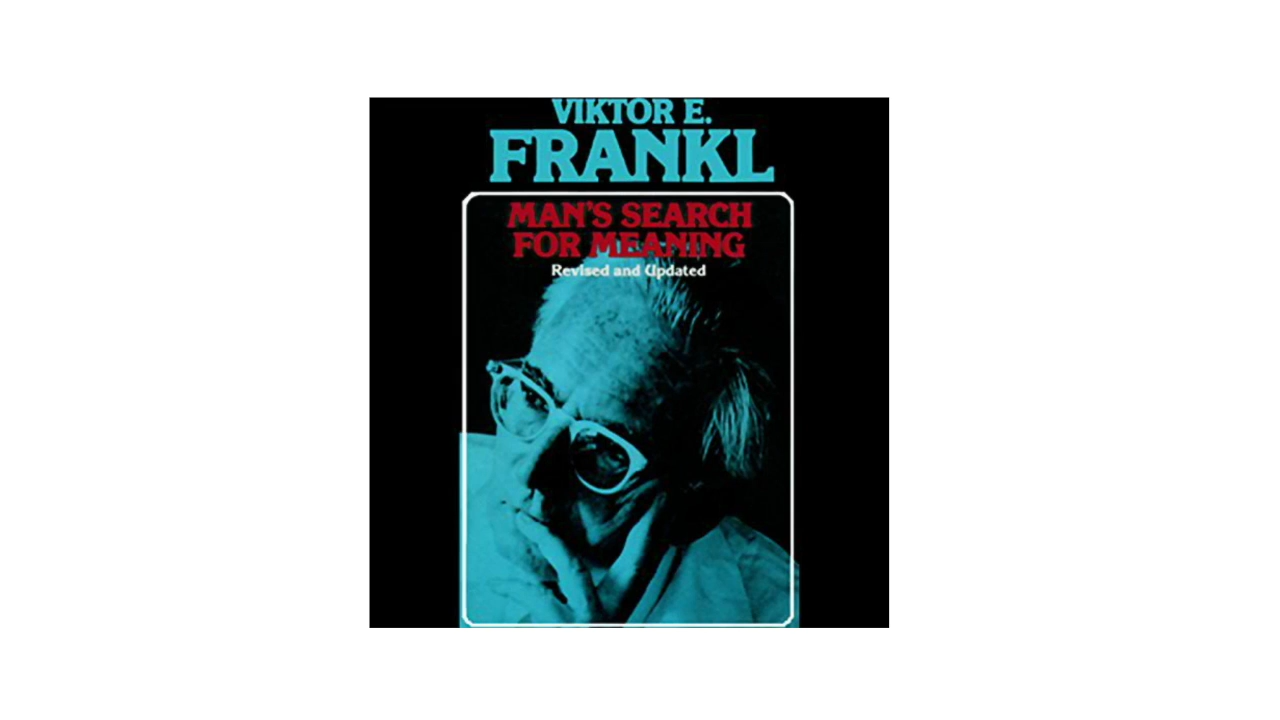 VIKTOR E.
FRANKL
MAN'S SEARCH
FOR MEANING
Revised and Updated